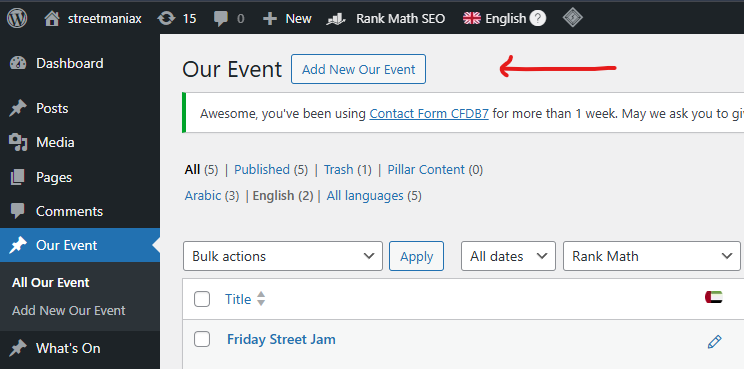 streetmaniax 15 0 + New Rank Math SEO English ?
Dashboard
Posts
Media
Pages
Comments
Our Event
All Our Event
Add New Our Event
What's On
Our Event Add New Our Event
Awesome, you've been using Contact Form CFDB7 for more than 1 week. May we ask you to gi
All (5) | Published (5) | Trash (1) | Pillar Content (0)
Arabic (3) | English (2) | All languages (5)
Bulk actions Apply All dates Rank Math
Title
Friday Street Jam